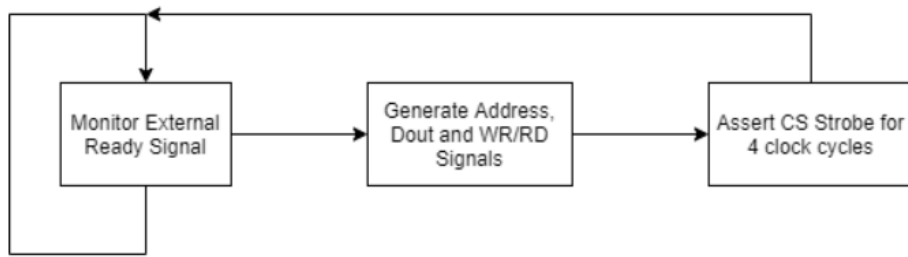 Monitor External
Ready Signal
Generate Address,
Dout and WR/RD
Signals
Assert CS Strobe for
4 clock cycles